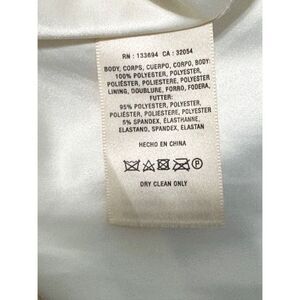 RN : 133694 CA : 32054
BODY, CORPS, CUERPO, CORPO, BODY:
100% POLYESTER, POLYESTER,
POLIÉSTER, POLIESTERE, POLYESTER
LINING, DOUBLURE, FORRO, FODERA,
FUTTER:
95% POLYESTER, POLYESTER,
POLIÉSTER, POLIESTERE, POLYESTER
5% SPANDEX, ÉLASTHANNE,
ELASTANO, SPANDEX, ELASTAN
HECHO EN CHINA
P
DRY CLEAN ONLY